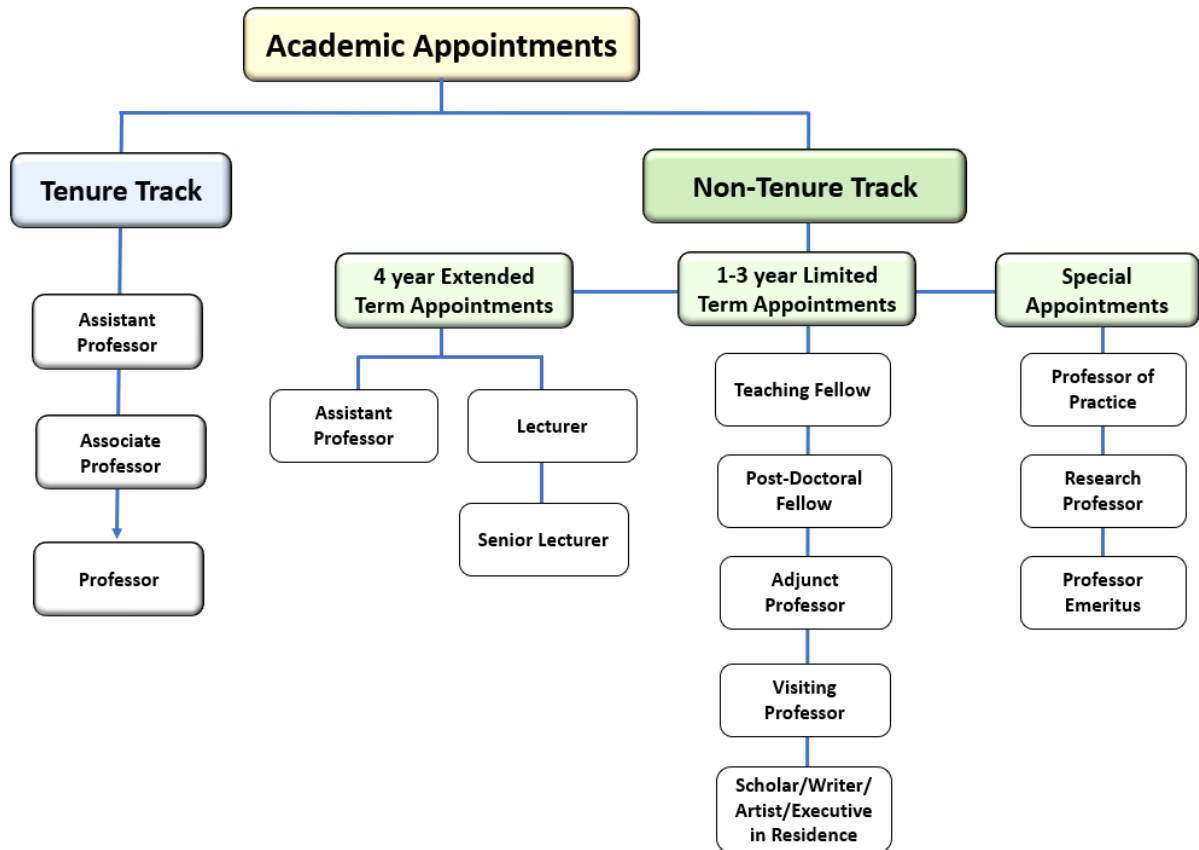 Academic Appointments
Tenure Track
Non-Tenure Track
Assistant
Professor
Associate
Professor
Professor
4 year Extended
Term Appointments
Assistant
Professor
Lecturer
Senior Lecturer
1-3 year Limited
Term Appointments
Teaching Fellow
Post-Doctoral
Fellow
Adjunct
Professor
Visiting
Professor
Scholar/Writer/
Artist/Executive
in Residence
Special
Appointments
Professor of
Practice
Research
Professor
Professor
Emeritus